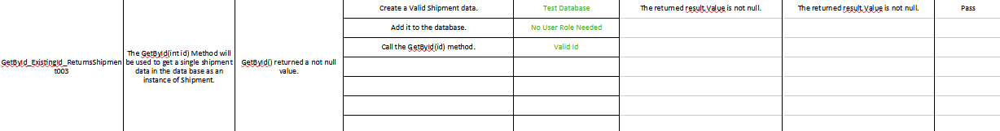 Create a Valid Shipment data.
Test Database
The returned result.Value is not null.
The returned result.Value is not null.
Pass
Add it to the database.
No User Role Needed
Call the GetById(id) method.
Valid Id
GetById_ExistingId_ReturnsShipmen
t003
The GetById(int id) Method will
be used to get a single shipment
data in the data base as an
instance of Shipment.
GetById() returned a not null
value.